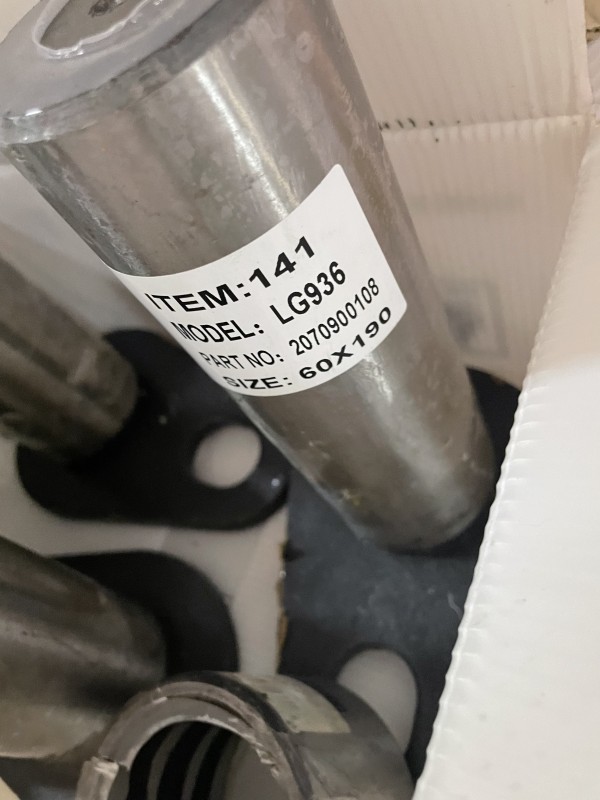 ITEM:141
MODEL: LG936
PART NO: 2070900108
SIZE: 60X190